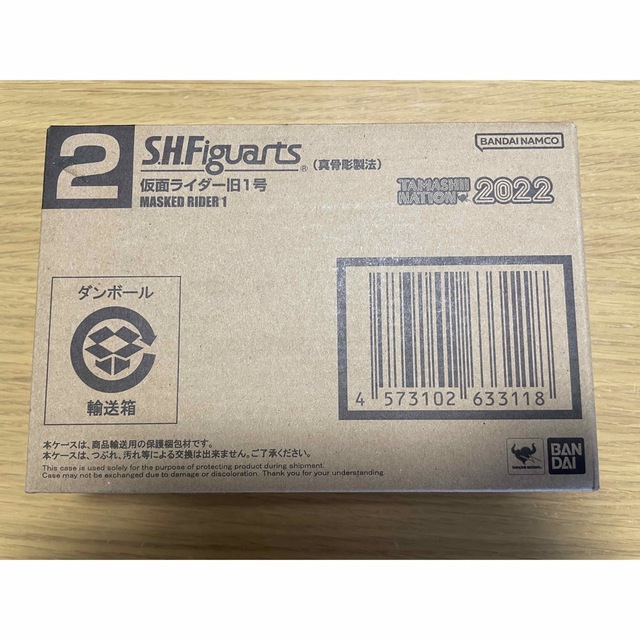 2
S.H.Figuarts® (真骨彫製法)
仮面ライダー旧1号
MASKED RIDER 1
BANDAI NAMCO
TAMASHII NATION 2022
ダンボール
輸送箱
4 573102 633118
本ケースは、商品輸送用の保護梱包材です。
本ケースは、つぶれ、汚れ等による交換は出来ません。ご了承ください。
This case is used solely for the purpose of protecting product during shipment.
Case may not be exchanged due to damage or discoloration. Thank you for your understanding.
BAN
DAI